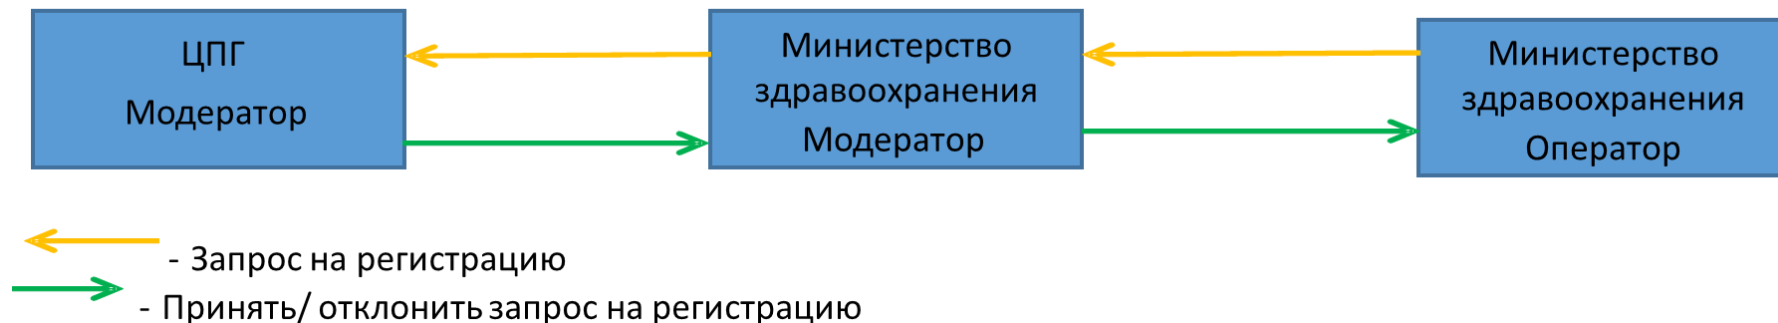 ЦПГ
Модератор
Министерство
здравоохранения
Модератор
Министерство
здравоохранения
Оператор
- Запрос на регистрацию
- Принять/ отклонить запрос на регистрацию